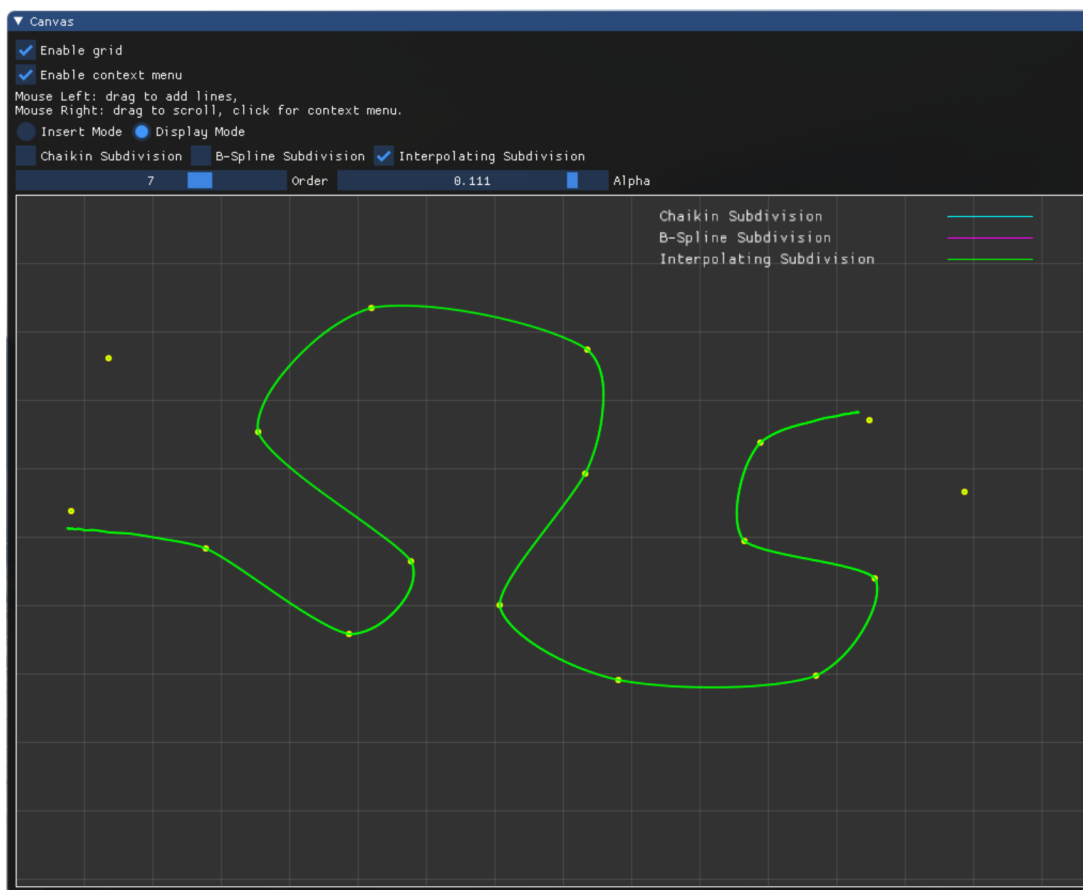 Canvas
Enable grid
Enable context menu
Mouse Left: drag to add lines,
Mouse Right: drag to scroll, click for context menu.
Insert Mode Display Mode
Chaikin Subdivision B-Spline Subdivision Interpolating Subdivision
7 Order 0.111 Alpha
Chaikin Subdivision
B-Spline Subdivision
Interpolating Subdivision